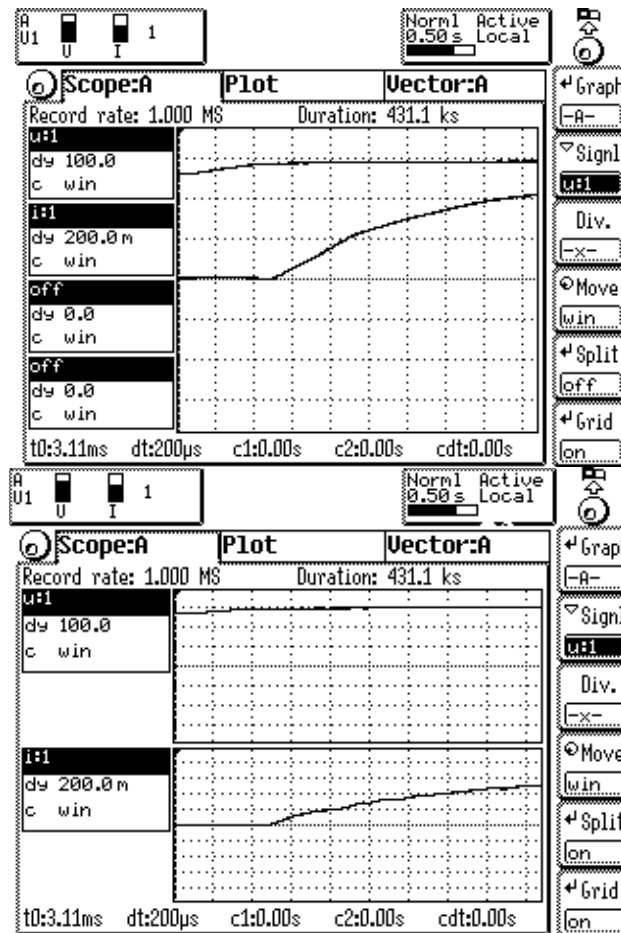 A
U1 U I 1
Norml Active
0.50 s Local
Scope:A Plot Vector:A
Record rate: 1.000 MS Duration: 431.1 ks
u:1
dy 100.0
c win
i:1
dy 200.0 m
c win
off
dy 0.0
c win
off
dy 0.0
c win
t0:3.11ms dt:200µs c1:0.00s c2:0.00s cdt:0.00s
Graph
-A-
Signl
u:1
Div.
-x-
Move
win
Split
off
Grid
on
A
U1 U I 1
Norml Active
0.50 s Local
Scope:A Plot Vector:A
Record rate: 1.000 MS Duration: 431.1 ks
u:1
dy 100.0
c win
i:1
dy 200.0 m
c win
t0:3.11ms dt:200µs c1:0.00s c2:0.00s cdt:0.00s
Graph
-A-
Signl
u:1
Div.
-x-
Move
win
Split
on
Grid
on